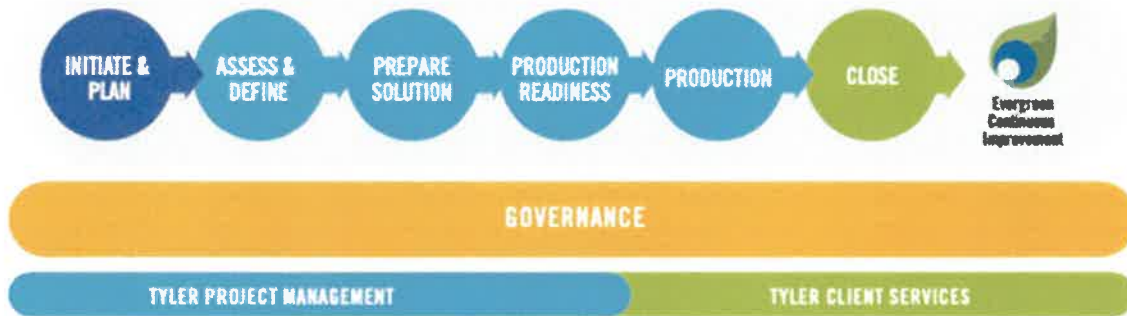 INITIATE &
PLAN
ASSESS &
DEFINE
PREPARE
SOLUTION
PRODUCTION
READINESS
PRODUCTION
CLOSE
Evergreen
Continuous
Improvement
GOVERNANCE
TYLER PROJECT MANAGEMENT
TYLER CLIENT SERVICES